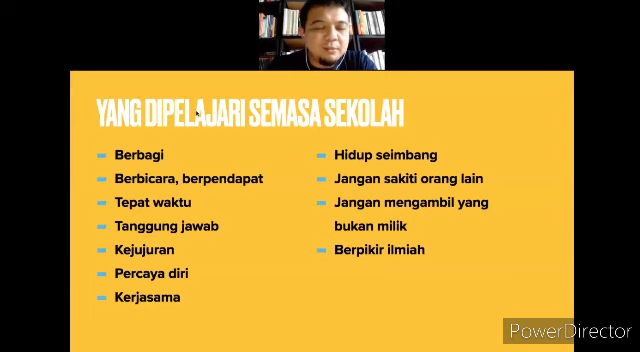 YANG DIPELAJARI SEMASA SEKOLAH
Berbagi
Berbicara, berpendapat
Tepat waktu
Tanggung jawab
Kejujuran
Percaya diri
Kerjasama
Hidup seimbang
Jangan sakiti orang lain
Jangan mengambil yang
bukan milik
Berpikir ilmiah
PowerDirector